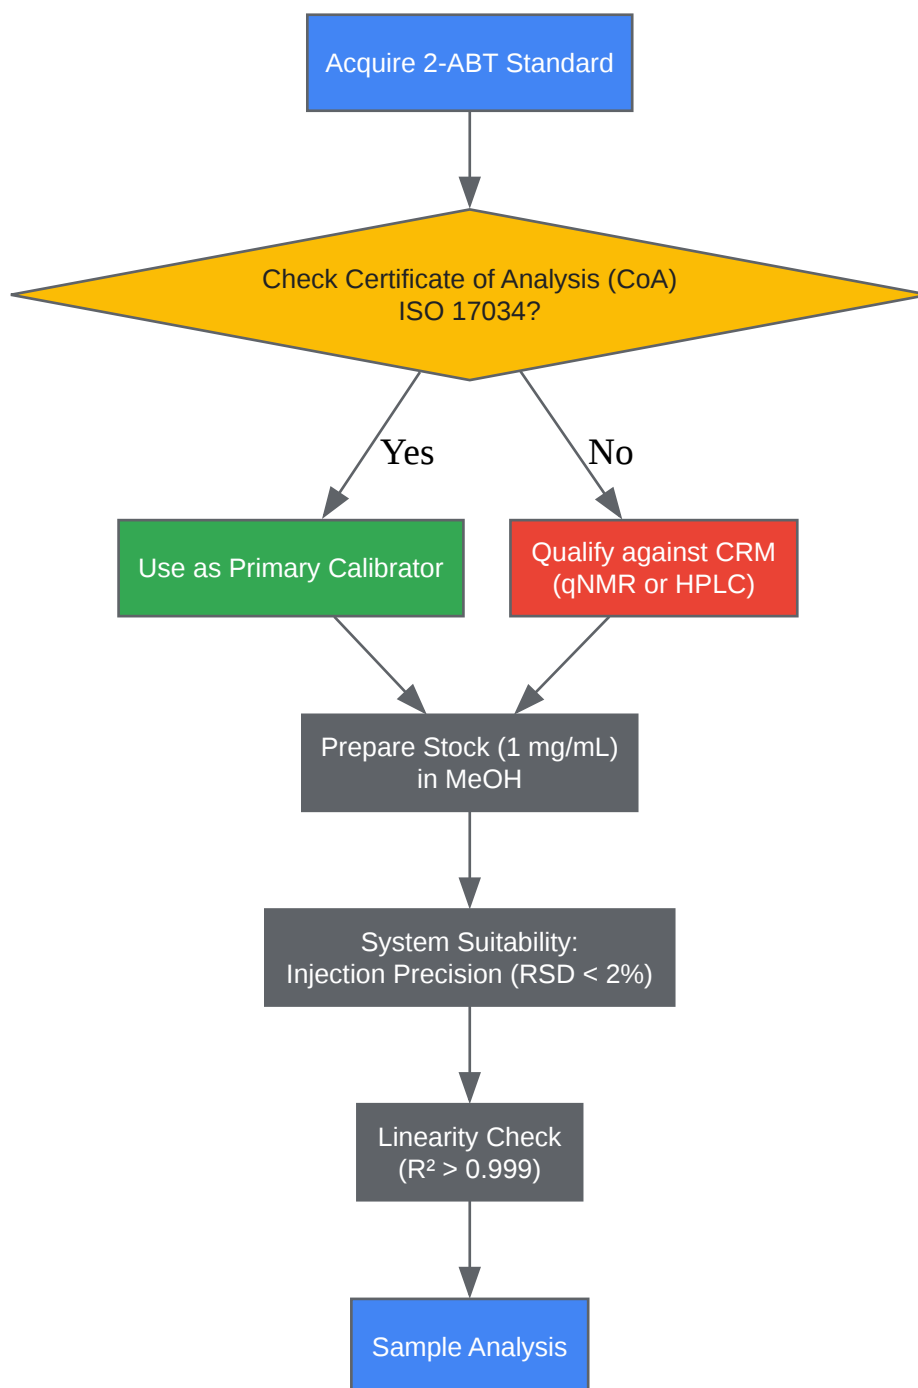 Acquire 2-ABT Standard
Check Certificate of Analysis (CoA)
ISO 17034?
Yes
No
Use as Primary Calibrator
Qualify against CRM
(qNMR or HPLC)
Prepare Stock (1 mg/mL)
in MeOH
System Suitability:
Injection Precision (RSD < 2%)
Linearity Check
(R² > 0.999)
Sample Analysis